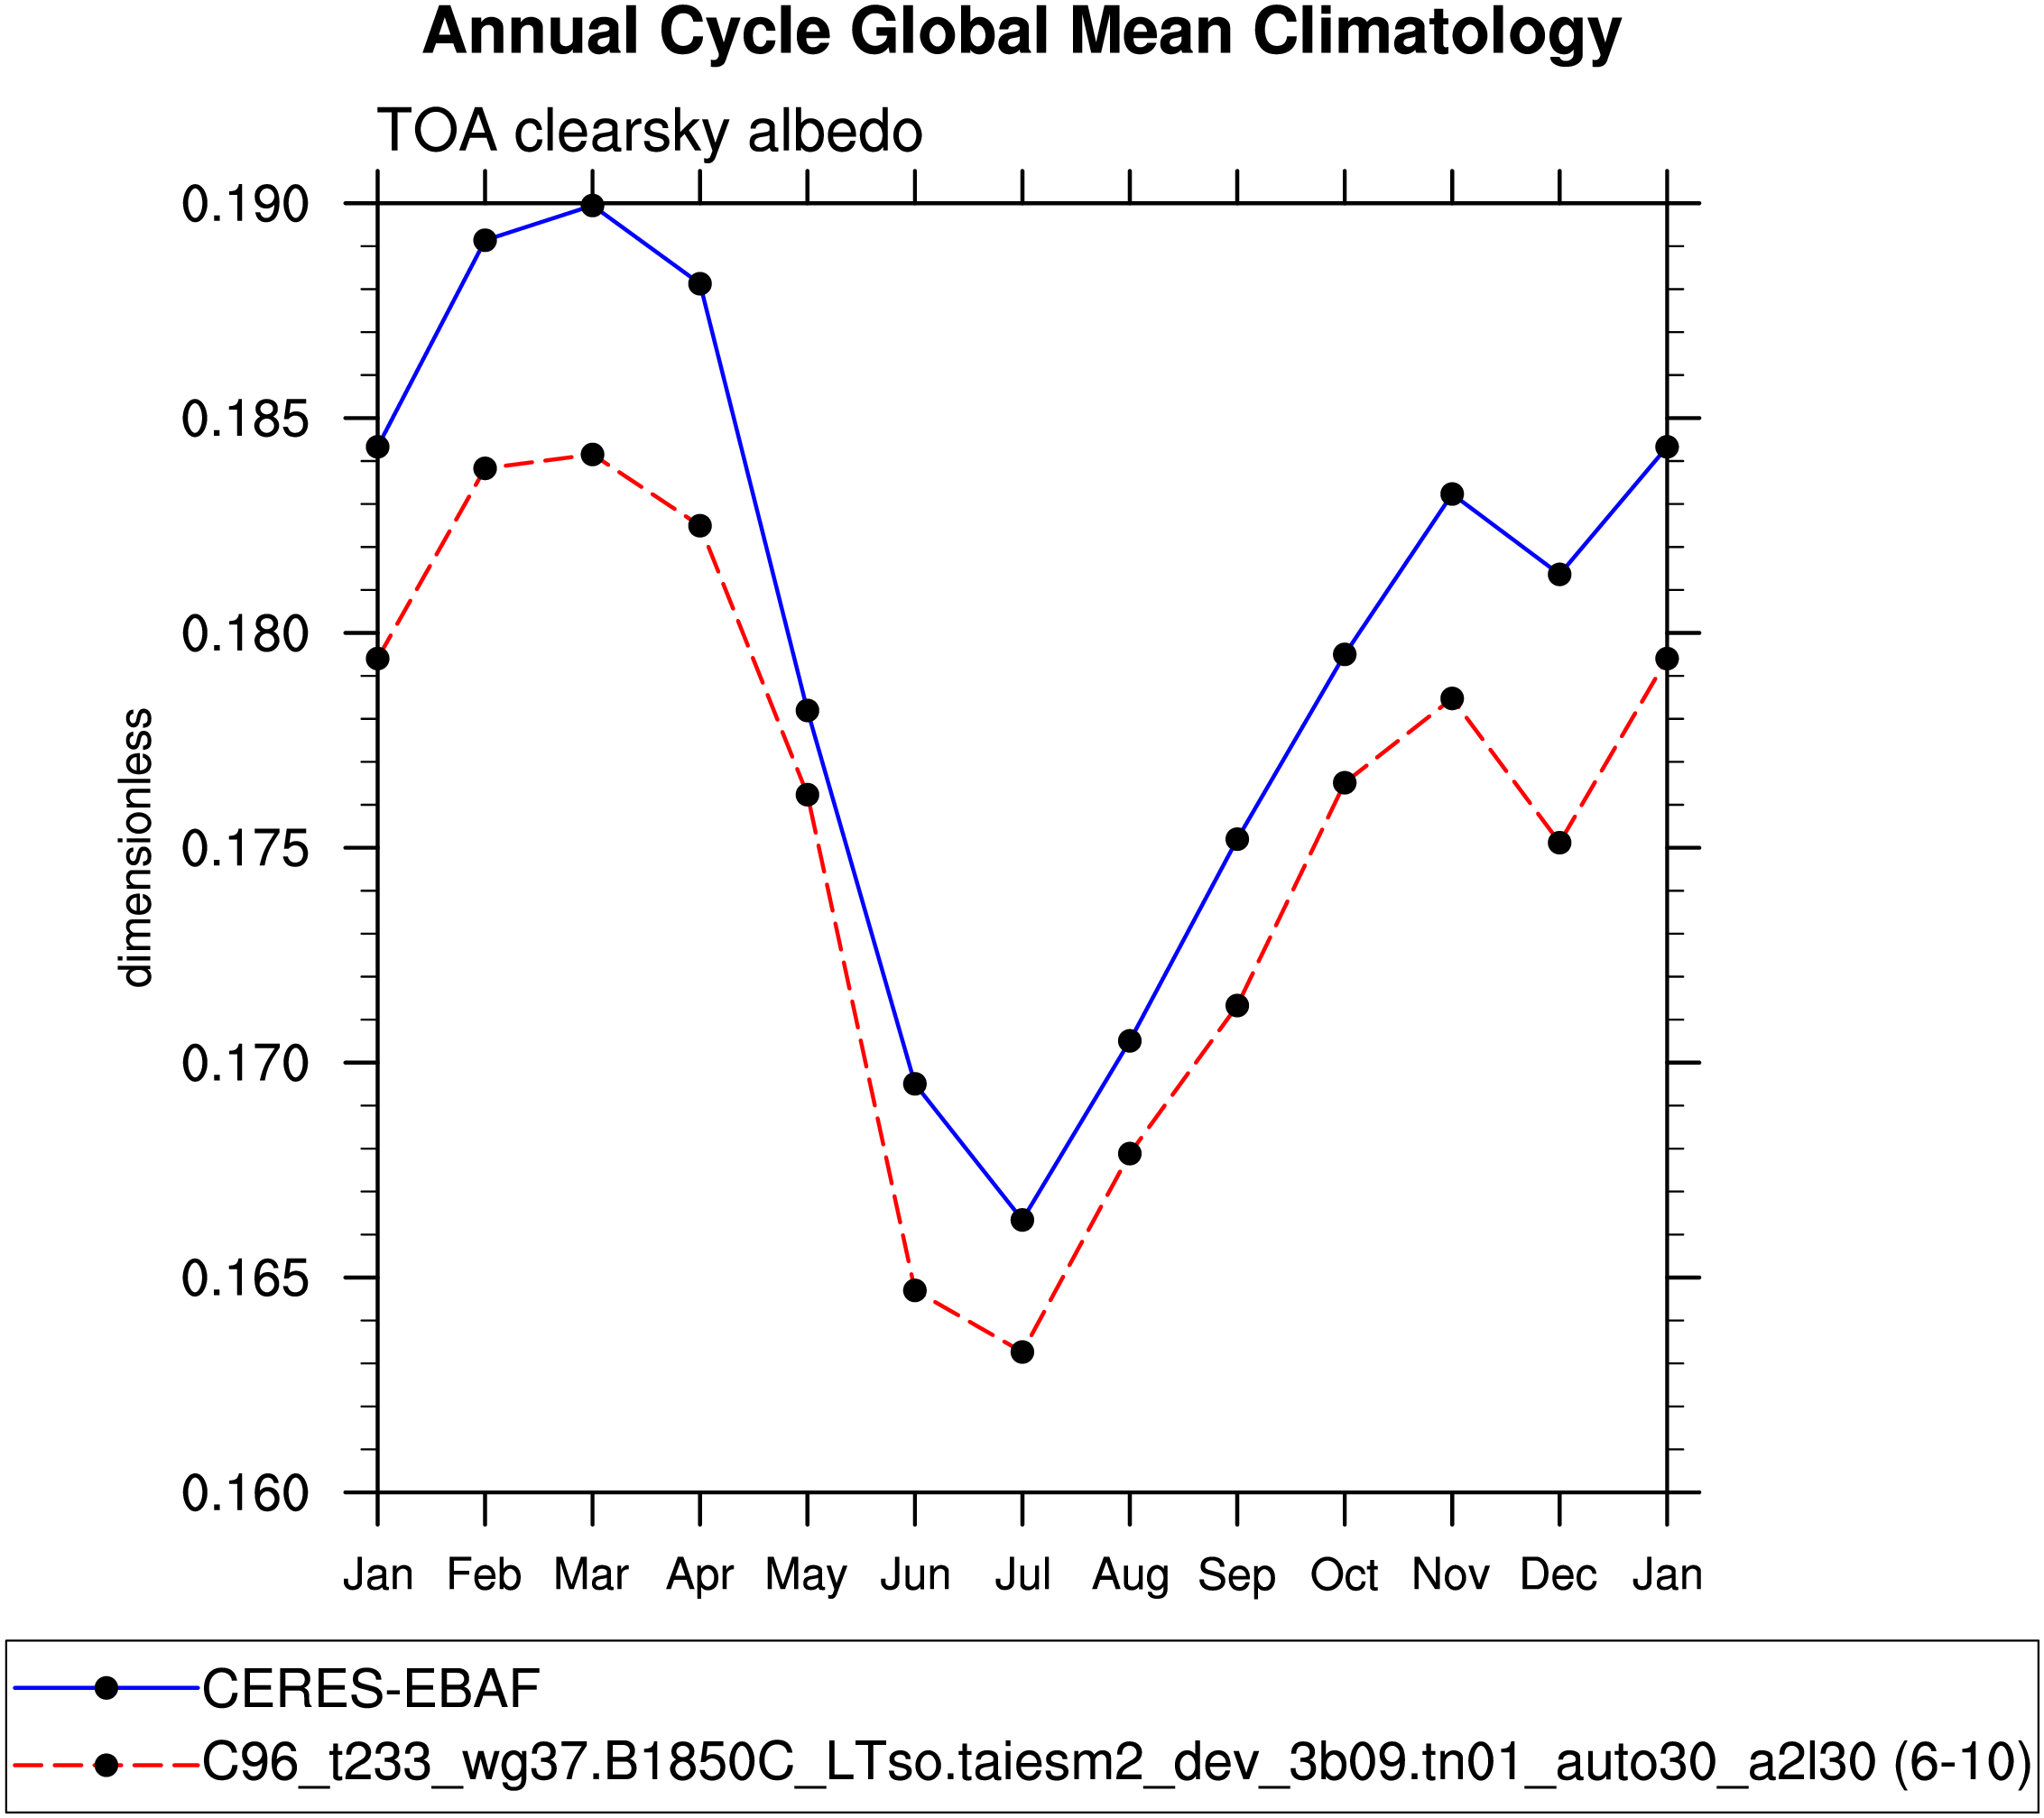 Annual Cycle Global Mean Climatology
TOA clearsky albedo
0.190
0.185
0.180
0.175
0.170
0.165
0.160
dimensionless
Jan Feb Mar Apr May Jun Jul Aug Sep Oct Nov Dec Jan
CERES-EBAF
C96_t233_wg37.B1850C_LTso.taiesm2_dev_3b09.tn01_auto30_a2l30 (6-10)